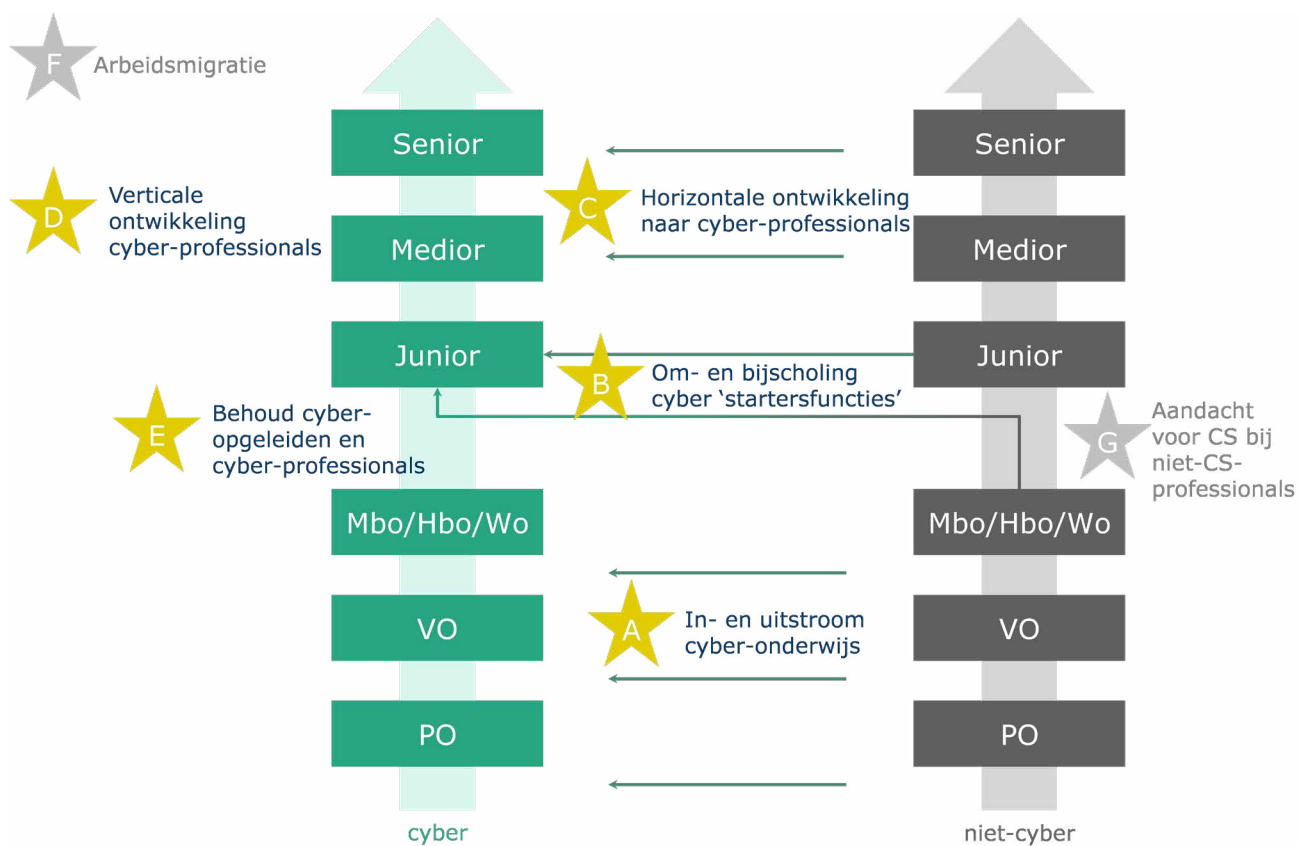 F
Arbeidsmigratie
Senior
Senior
D
Verticale
ontwikkeling
cyber-professionals
C
Horizontale ontwikkeling
naar cyber-professionals
Medior
Medior
Junior
Junior
B
Om- en bijscholing
cyber ‘startersfuncties’
E
Behoud cyber-
opgeleiden en
cyber-professionals
G
Aandacht
voor CS bij
niet-CS-
professionals
Mbo/Hbo/Wo
Mbo/Hbo/Wo
A
In- en uitstroom
cyber-onderwijs
VO
VO
PO
PO
cyber
niet-cyber